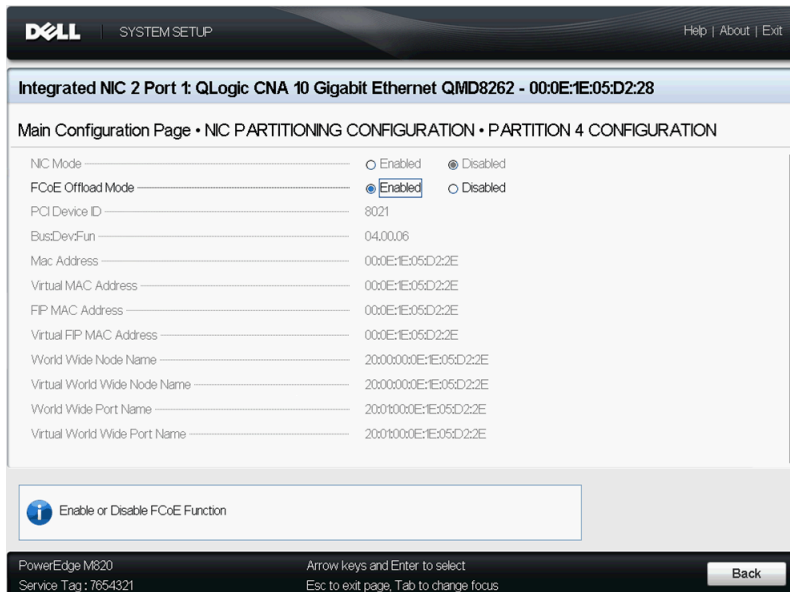 DELL SYSTEM SETUP Help | About | Exit
Integrated NIC 2 Port 1: QLogic CNA 10 Gigabit Ethernet QMD8262 - 00:0E:1E:05:D2:28
Main Configuration Page • NIC PARTITIONING CONFIGURATION • PARTITION 4 CONFIGURATION
NIC Mode Enabled Disabled
FCoE Offload Mode Enabled Disabled
PCI Device ID 8021
Bus:Dev:Fun 04.00.06
Mac Address 00:0E:1E:05:D2:2E
Virtual MAC Address 00:0E:1E:05:D2:2E
FIP MAC Address 00:0E:1E:05:D2:2E
Virtual FIP MAC Address 00:0E:1E:05:D2:2E
World Wide Node Name 20:00:00:0E:1E:05:D2:2E
Virtual World Wide Node Name 20:00:00:0E:1E:05:D2:2E
World Wide Port Name 20:01:00:0E:1E:05:D2:2E
Virtual World Wide Port Name 20:01:00:0E:1E:05:D2:2E
Enable or Disable FCoE Function
PowerEdge M820 Arrow keys and Enter to select
Service Tag : 7654321 Esc to exit page, Tab to change focus
Back